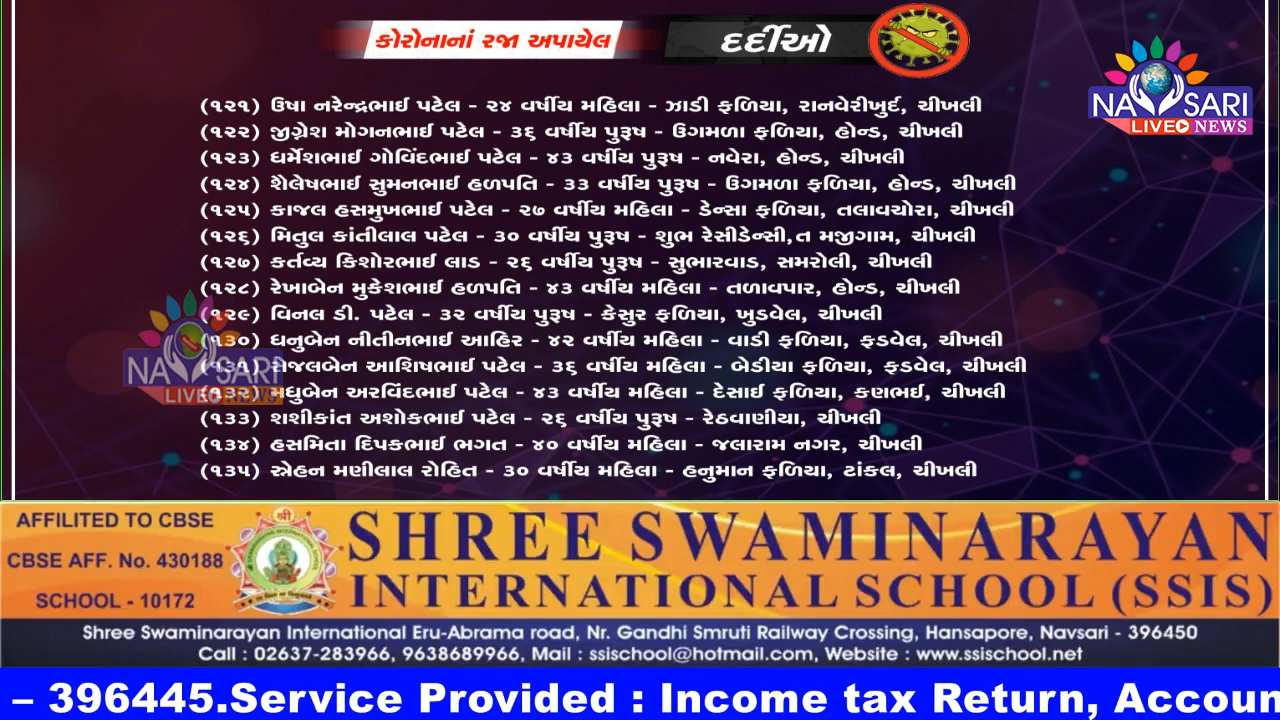 કોરોનાનાં રજા અપાયેલ દર્દીઓ
NAVSARI
LIVE NEWS
(૧૨૧) ઉષા નરેન્દ્રભાઈ પટેલ - ૨૪ વર્ષીય મહિલા - ઝાડી ફળિયા, રાનવેરીખુર્દ, ચીખલી
(૧૨૨) જીગ્નેશ મોગનભાઈ પટેલ - ૩૬ વર્ષીય પુરૂષ - ઉગમળા ફળિયા, હોન્ડ, ચીખલી
(૧૨૩) ધર્મેશભાઈ ગોવિંદભાઈ પટેલ - ૪૩ વર્ષીય પુરૂષ - નવેરા, હોન્ડ, ચીખલી
(૧૨૪) શૈલેષભાઈ સુમનભાઈ હળપતિ - ૩૩ વર્ષીય પુરૂષ - ઉગમળા ફળિયા, હોન્ડ, ચીખલી
(૧૨૫) કાજલ હસમુખભાઈ પટેલ - ૨૭ વર્ષીય મહિલા - ડેન્સા ફળિયા, તલાવચોરા, ચીખલી
(૧૨૬) મિતુલ કાંતીલાલ પટેલ - ૩૦ વર્ષીય પુરૂષ - શુભ રેસીડેન્સી,ત મજીગામ, ચીખલી
(૧૨૭) કર્તવ્ય કિશોરભાઈ લાડ - ૨૬ વર્ષીય પુરૂષ - સુભારવાડ, સમરોલી, ચીખલી
(૧૨૮) રેખાબેન મુકેશભાઈ હળપતિ - ૪૩ વર્ષીય મહિલા - તળાવપાર, હોન્ડ, ચીખલી
(૧૨૯) વિનલ ડી. પટેલ - ૩૨ વર્ષીય પુરૂષ - કેસુર ફળિયા, ખુડવેલ, ચીખલી
(૧૩૦) ધનુબેન નીતીનભાઈ આહિર - ૪૨ વર્ષીય મહિલા - વાડી ફળિયા, ફડવેલ, ચીખલી
(૧૩૧) સેજલબેન આશિષભાઈ પટેલ - ૩૬ વર્ષીય મહિલા - બેડીયા ફળિયા, ફડવેલ, ચીખલી
(૧૩૨) મધુબેન અરવિંદભાઈ પટેલ - ૪૩ વર્ષીય મહિલા - દેસાઈ ફળિયા, કણભઈ, ચીખલી
(૧૩૩) શશીકાંત અશોકભાઈ પટેલ - ૨૬ વર્ષીય પુરૂષ - રેઠવાણીયા, ચીખલી
(૧૩૪) હસમિતા દિપકભાઈ ભગત - ૪૦ વર્ષીય મહિલા - જલારામ નગર, ચીખલી
(૧૩૫) સ્નેહન મણીલાલ રોહિત - ૩૦ વર્ષીય મહિલા - હનુમાન ફળિયા, ટાંકલ, ચીખલી
NAVSARI
LIVE NEWS
AFFILITED TO CBSE
CBSE AFF. No. 430188
SCHOOL - 10172
શ્રી
SHREE SWAMINARAYAN
INTERNATIONAL SCHOOL (SSIS)
Shree Swaminarayan International Eru-Abrama road, Nr. Gandhi Smruti Railway Crossing, Hansapore, Navsari - 396450
Call : 02637-283966, 9638689966, Mail : ssischool@hotmail.com, Website : www.ssischool.net
– 396445.Service Provided : Income tax Return, Accoun